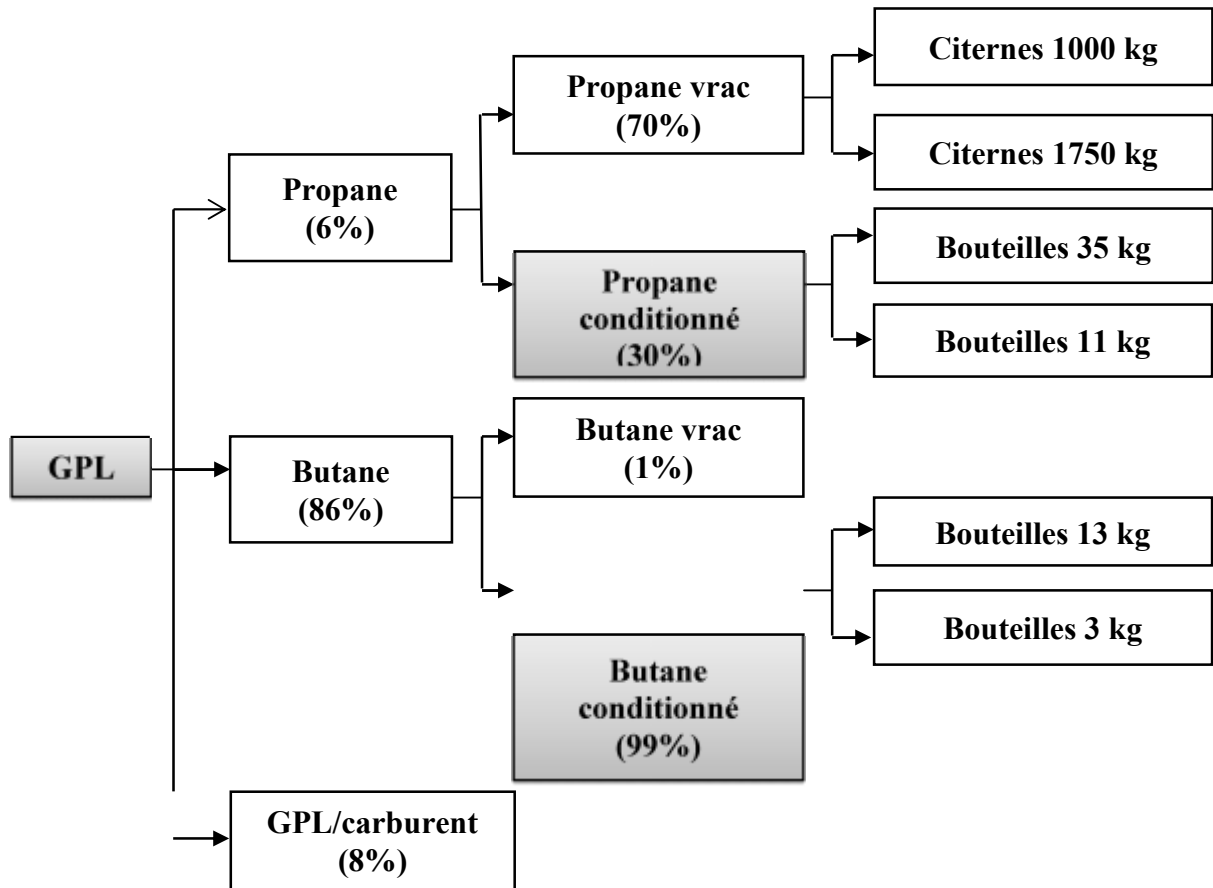 GPL
Propane
(6%)
Propane vrac
(70%)
Citernes 1000 kg
Citernes 1750 kg
Propane
conditionné
(30%)
Bouteilles 35 kg
Bouteilles 11 kg
Butane
(86%)
Butane vrac
(1%)
Butane
conditionné
(99%)
Bouteilles 13 kg
Bouteilles 3 kg
GPL/carburent
(8%)